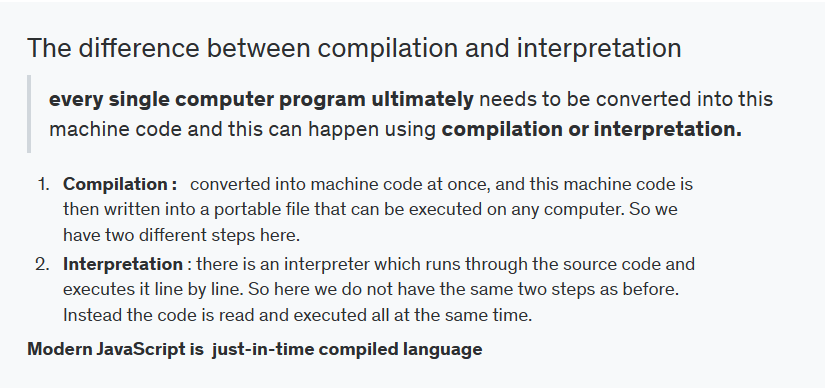 The difference between compilation and interpretation
every single computer program ultimately needs to be converted into this
machine code and this can happen using compilation or interpretation.
1. Compilation : converted into machine code at once, and this machine code is
then written into a portable file that can be executed on any computer. So we
have two different steps here.
2. Interpretation : there is an interpreter which runs through the source code and
executes it line by line. So here we do not have the same two steps as before.
Instead the code is read and executed all at the same time.
Modern JavaScript is just-in-time compiled language